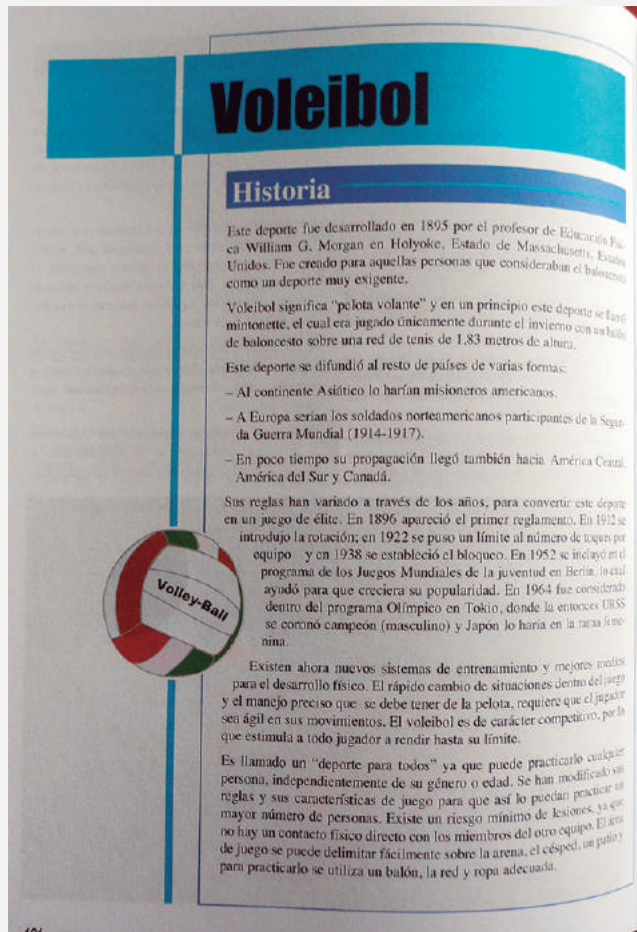 Voleibol
Historia
Este deporte fue desarrollado en 1895 por el profesor de Educación Físi-
ca William G. Morgan en Holyoke, Estado de Massachusetts, Estados
Unidos. Fue creado para aquellas personas que consideraban el baloncesto
como un deporte muy exigente.
Voleibol significa “pelota volante” y en un principio este deporte se llamó
mintonette, el cual era jugado únicamente durante el invierno con un balón
de baloncesto sobre una red de tenis de 1,83 metros de altura.
Este deporte se difundió al resto de países de varias formas:
– Al continente Asiático lo harían misioneros americanos.
– A Europa serían los soldados norteamericanos participantes de la Segun-
da Guerra Mundial (1914-1917).
– En poco tiempo su propagación llegó también hacia América Central,
América del Sur y Canadá.
Sus reglas han variado a través de los años, para convertir este deporte
en un juego de élite. En 1896 apareció el primer reglamento. En 1912 se
introdujo la rotación; en 1922 se puso un límite al número de toques por
equipo y en 1938 se estableció el bloqueo. En 1952 se incluyó en el
programa de los Juegos Mundiales de la juventud en Berlín, lo cual
ayudó para que creciera su popularidad. En 1964 fue considerado
dentro del programa Olímpico en Tokio, donde la entonces URSS
se coronó campeón (masculino) y Japón lo haría en la rama feme-
nina.
Volley-Ball
Existen ahora nuevos sistemas de entrenamiento y mejores medios
para el desarrollo físico. El rápido cambio de situaciones dentro del juego
y el manejo preciso que se debe tener de la pelota, requiere que el jugador
sea ágil en sus movimientos. El voleibol es de carácter competitivo, por lo
que estimula a todo jugador a rendir hasta su límite.
Es llamado un “deporte para todos” ya que puede practicarlo cualquier
persona, independientemente de su género o edad. Se han modificado sus
reglas y sus características de juego para que así lo puedan practicar un
mayor número de personas. Existe un riesgo mínimo de lesiones, ya que
no hay un contacto físico directo con los miembros del otro equipo. El área
de juego se puede delimitar fácilmente sobre la arena, el césped, un patio y
para practicarlo se utiliza un balón, la red y ropa adecuada.